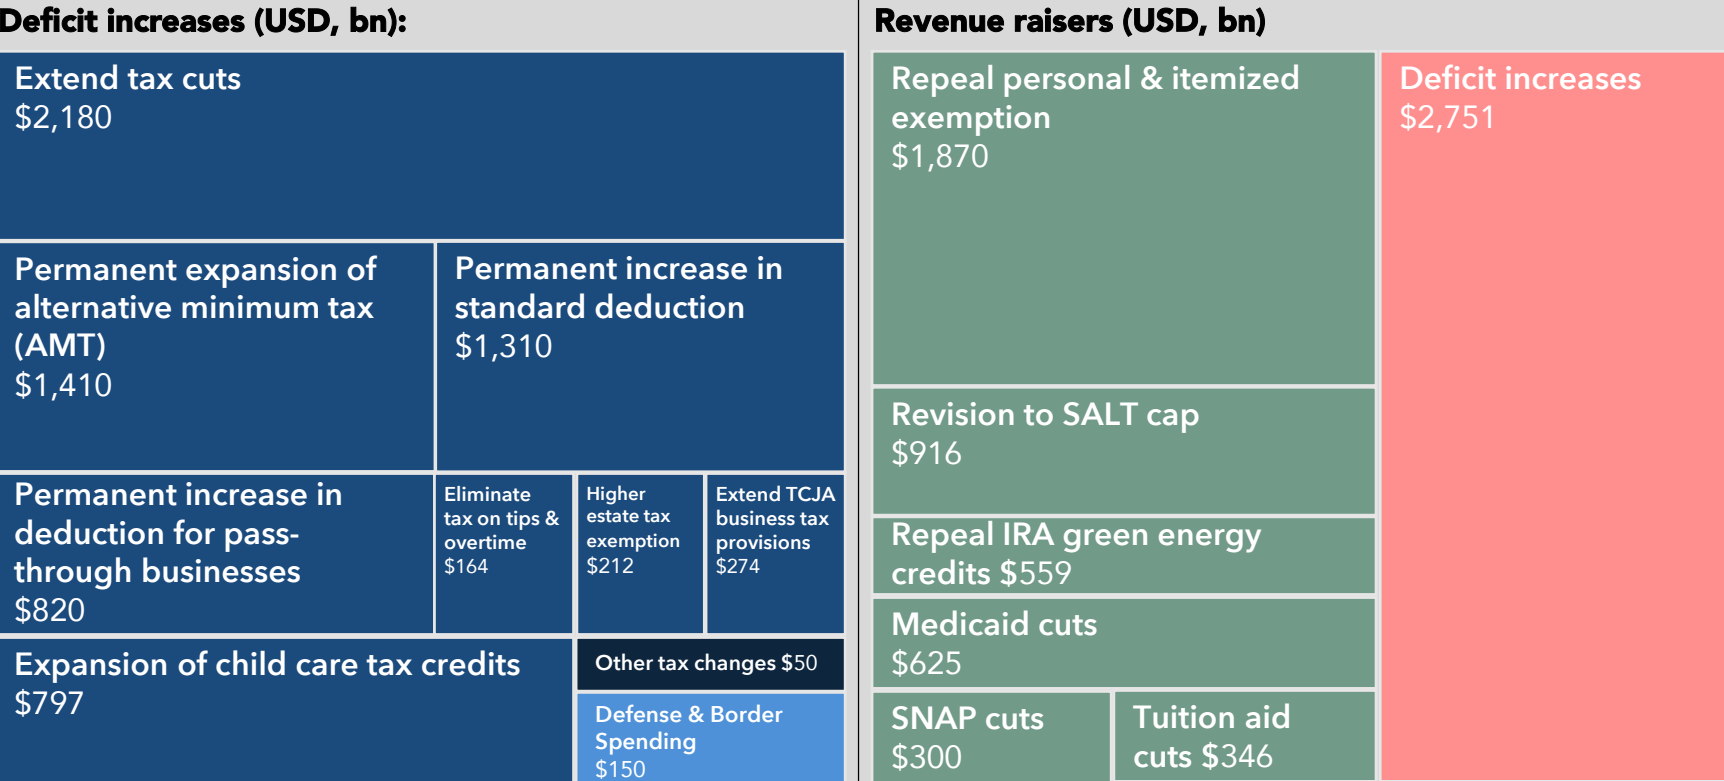 Deficit increases (USD, bn):
Extend tax cuts
$2,180
Permanent expansion of
alternative minimum tax
(AMT)
$1,410
Permanent increase in
standard deduction
$1,310
Permanent increase in
deduction for pass-
through businesses
$820
Eliminate
tax on tips &
overtime
$164
Higher
estate tax
exemption
$212
Extend TCJA
business tax
provisions
$274
Expansion of child care tax credits
$797
Other tax changes $50
Defense & Border
Spending
$150
Revenue raisers (USD, bn)
Repeal personal & itemized
exemption
$1,870
Revision to SALT cap
$916
Repeal IRA green energy
credits $559
Medicaid cuts
$625
SNAP cuts
$300
Tuition aid
cuts $346
Deficit increases
$2,751